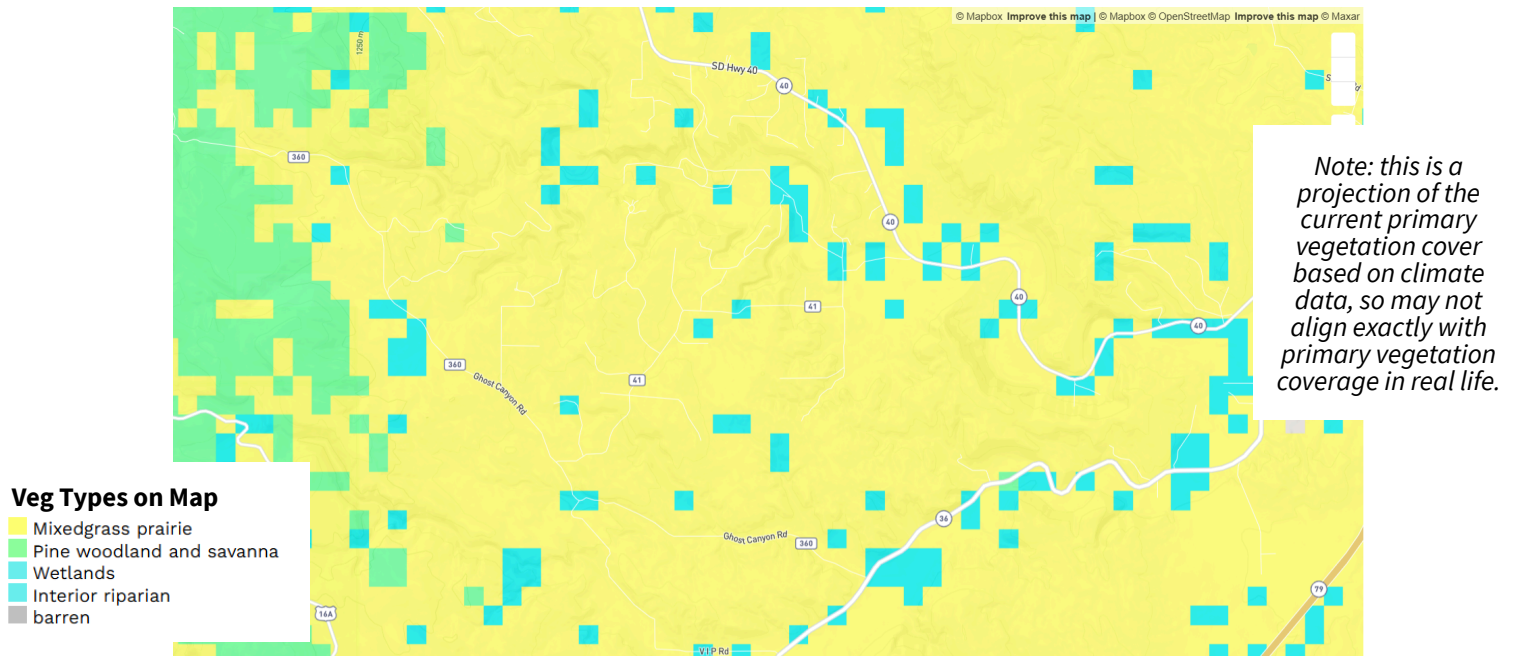 © Mapbox Improve this map | © Mapbox © OpenStreetMap Improve this map © Maxar
1250 m
SD Hwy 40
40
360
40
40
41
40
360
41
Ghost Canyon Rd
36
Ghost Canyon Rd
360
79
16A
V I P Rd
Note: this is a
projection of the
current primary
vegetation cover
based on climate
data, so may not
align exactly with
primary vegetation
coverage in real life.
Veg Types on Map
Mixedgrass prairie
Pine woodland and savanna
Wetlands
Interior riparian
barren